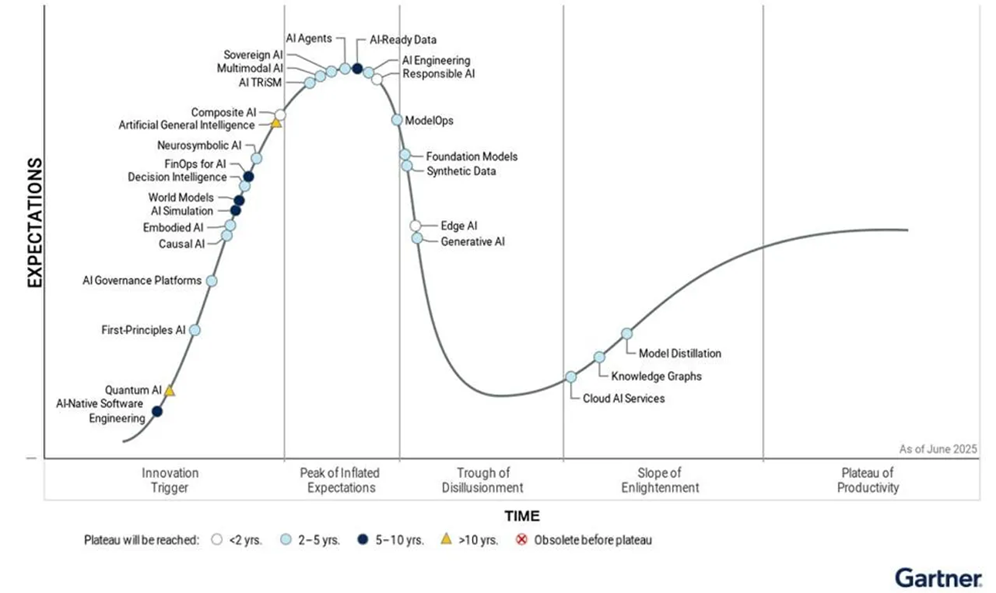 AI Agents
AI-Ready Data
Sovereign AI
AI Engineering
Multimodal AI
Responsible AI
AI TRiSM
Composite AI
ModelOps
Artificial General Intelligence
Neurosymbolic AI
Foundation Models
FinOps for AI
Synthetic Data
Decision Intelligence
World Models
AI Simulation
Edge AI
Embodied AI
Generative AI
Causal AI
AI Governance Platforms
First-Principles AI
Model Distillation
Knowledge Graphs
Quantum AI
Cloud AI Services
AI-Native Software
Engineering
EXPECTATIONS
As of June 2025
Innovation
Trigger
Peak of Inflated
Expectations
Trough of
Disillusionment
Slope of
Enlightenment
Plateau of
Productivity
TIME
Plateau will be reached: <2 yrs. 2–5 yrs. 5–10 yrs. >10 yrs. Obsolete before plateau
Gartner